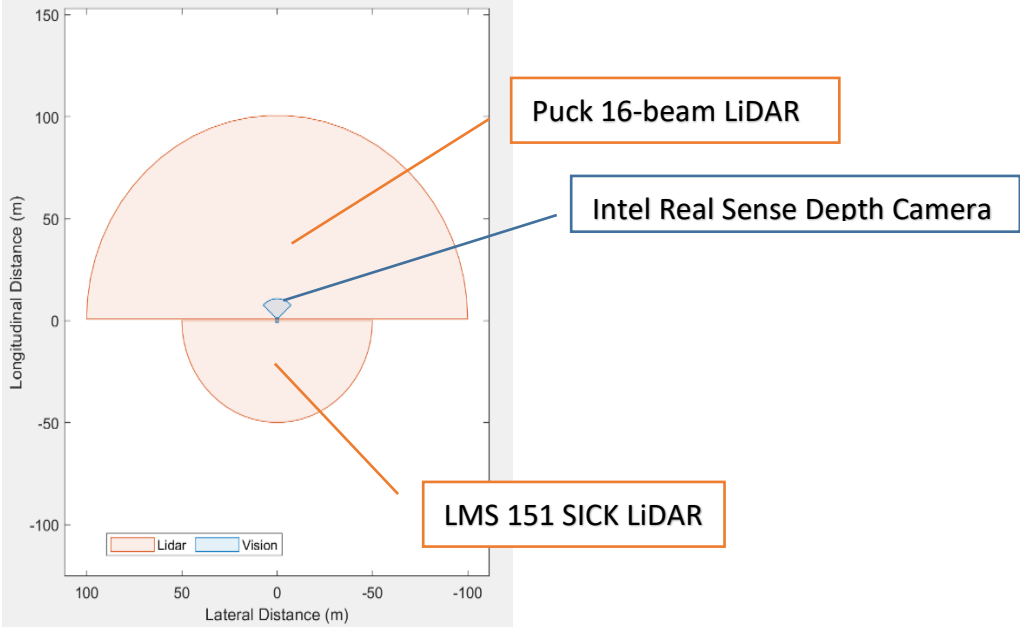 150
100
50
0
-50
-100
Longitudinal Distance (m)
100
50
0
-50
-100
Lateral Distance (m)
Lidar
Vision
Puck 16-beam LiDAR
Intel Real Sense Depth Camera
LMS 151 SICK LiDAR